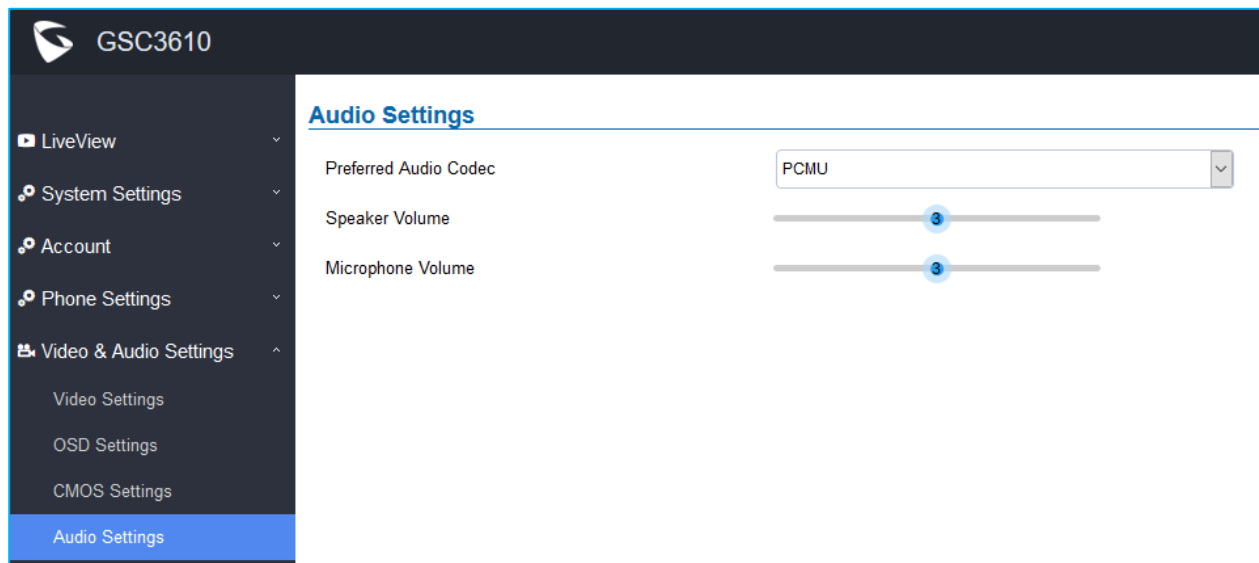 GSC3610
LiveView
System Settings
Account
Phone Settings
Video & Audio Settings
Video Settings
OSD Settings
CMOS Settings
Audio Settings
Audio Settings
Preferred Audio Codec
PCMU
Speaker Volume
3
Microphone Volume
3